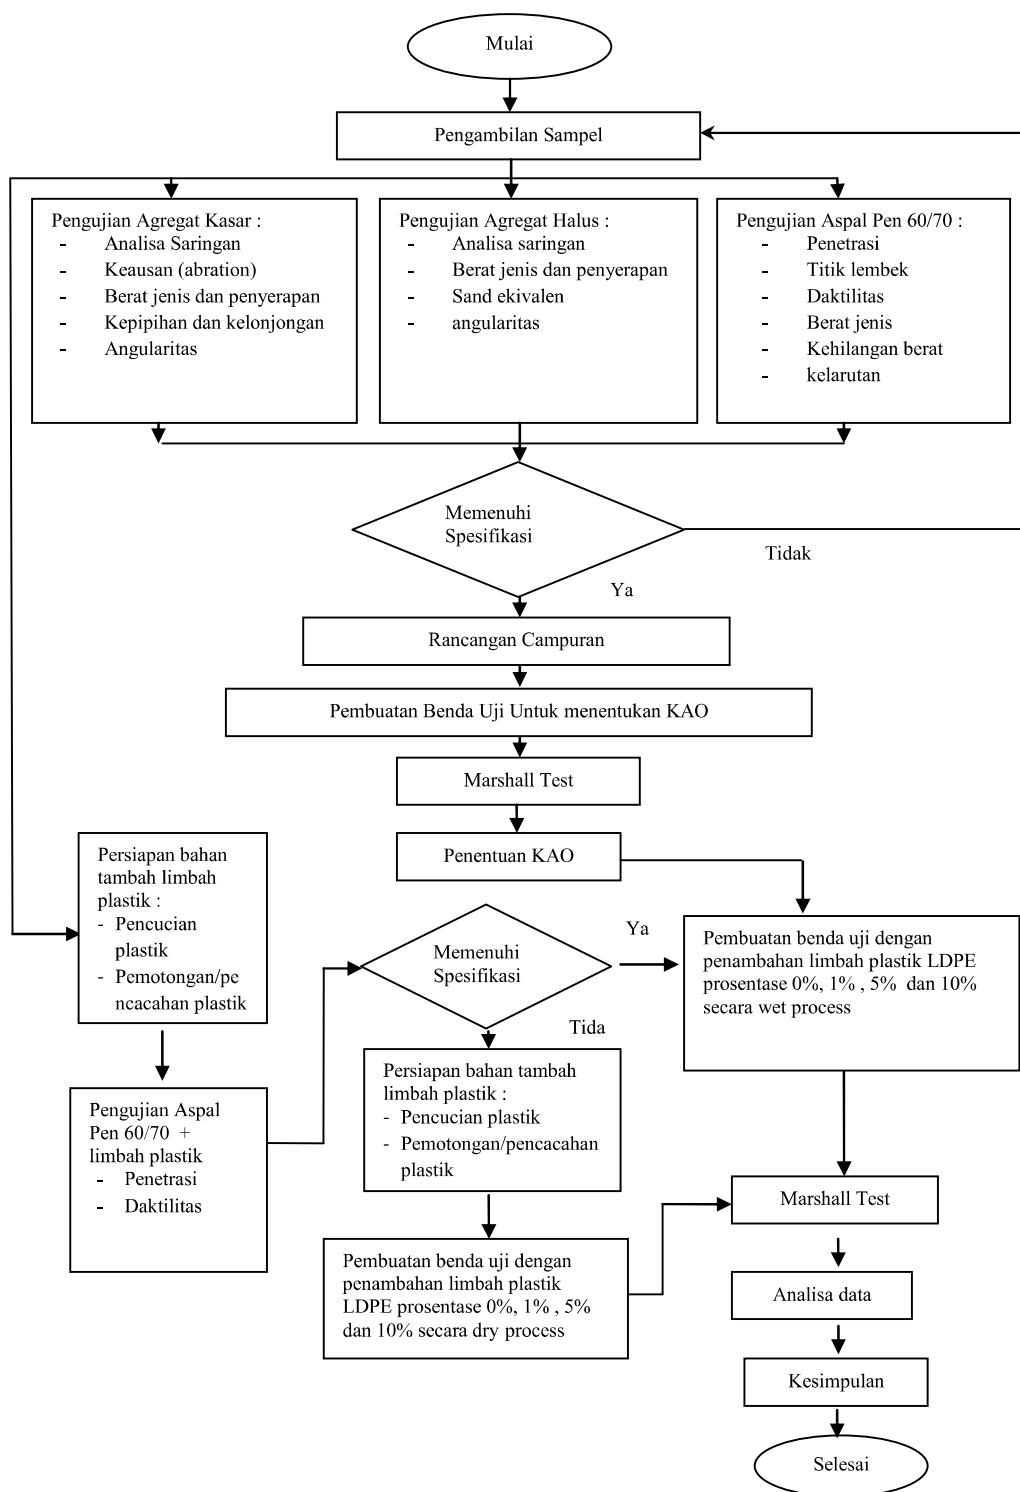 Mulai
Pengambilan Sampel
Pengujian Agregat Kasar :
- Analisa Saringan
- Keausan (abration)
- Berat jenis dan penyerapan
- Kepipihan dan kelonjongan
- Angularitas
Pengujian Agregat Halus :
- Analisa saringan
- Berat jenis dan penyerapan
- Sand ekivalen
- angularitas
Pengujian Aspal Pen 60/70 :
- Penetrasi
- Titik lembek
- Daktilitas
- Berat jenis
- Kehilangan berat
- kelarutan
Memenuhi
Spesifikasi
Tidak
Ya
Rancangan Campuran
Pembuatan Benda Uji Untuk menentukan KAO
Marshall Test
Penentuan KAO
Persiapan bahan
tambah limbah
plastik :
- Pencucian
plastik
- Pemotongan/pe
ncacahan plastik
Pengujian Aspal
Pen 60/70 +
limbah plastik
- Penetrasi
- Daktilitas
Memenuhi
Spesifikasi
Ya
Tida
Persiapan bahan tambah
limbah plastik :
- Pencucian plastik
- Pemotongan/pencacahan
plastik
Pembuatan benda uji dengan
penambahan limbah plastik
LDPE prosentase 0%, 1% , 5%
dan 10% secara dry process
Pembuatan benda uji dengan
penambahan limbah plastik LDPE
prosentase 0%, 1% , 5% dan 10%
secara wet process
Marshall Test
Analisa data
Kesimpulan
Selesai